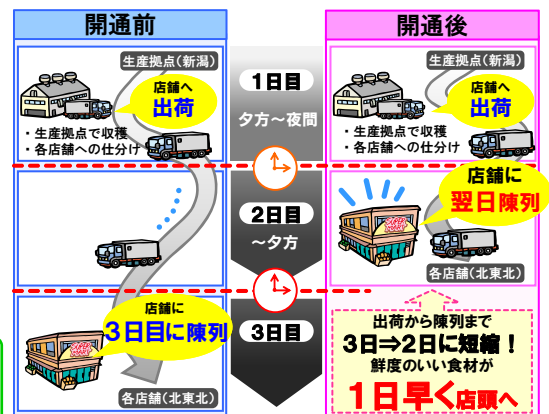 開通前
生産拠点(新潟)
店舗へ
出荷
・生産拠点で収穫
・各店舗への仕分け
店舗に
3日目に陳列
各店舗(北東北)
1日目
夕方~夜間
2日目
~夕方
3日目
開通後
生産拠点(新潟)
店舗へ
出荷
・生産拠点で収穫
・各店舗への仕分け
店舗に
翌日陳列
各店舗(北東北)
出荷から陳列まで
3日⇒2日に短縮!
鮮度のいい食材が
1日早く店頭へ